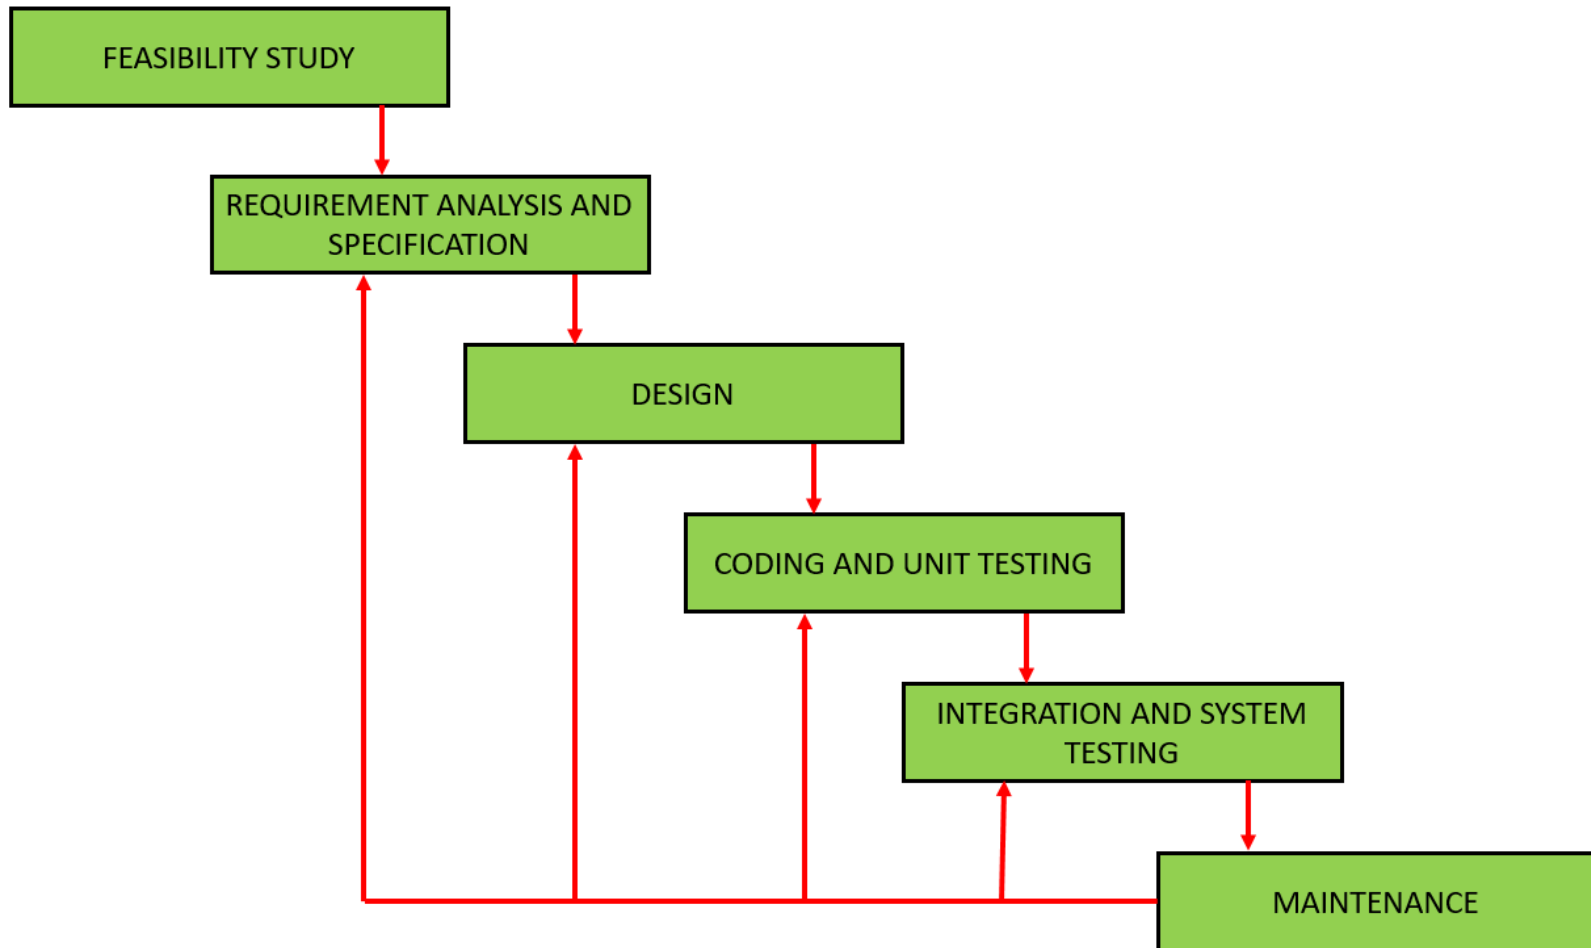 FEASIBILITY STUDY
REQUIREMENT ANALYSIS AND
SPECIFICATION
DESIGN
CODING AND UNIT TESTING
INTEGRATION AND SYSTEM
TESTING
MAINTENANCE